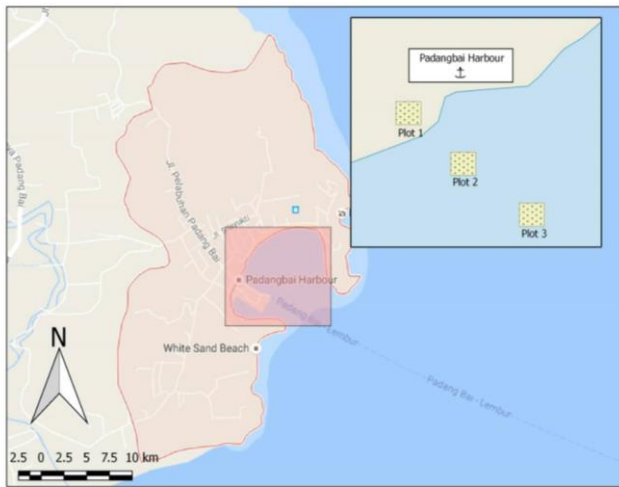 Padangbai Harbour
Plot 1
Plot 2
Plot 3
Jl. Pelabuhan Padang Bai
Padang Bai
Padangbai Harbour
Padang Bai - Lembur
White Sand Beach
Padang Bai - Lembur
N
2.5 0 2.5 5 7.5 10 km